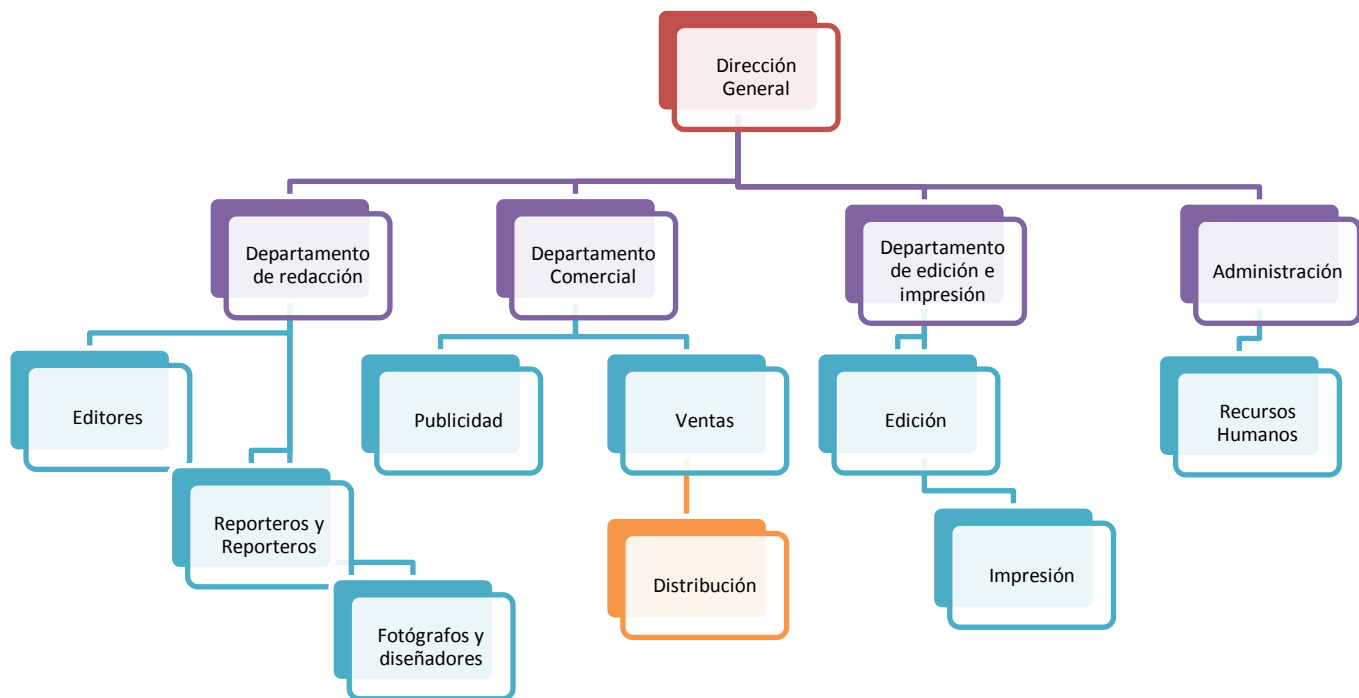 Dirección
General
Departamento
de redacción
Departamento
Comercial
Departamento
de edición e
impresión
Administración
Editores
Publicidad
Ventas
Edición
Recursos
Humanos
Reporteros y
Reporteros
Distribución
Impresión
Fotógrafos y
diseñadores